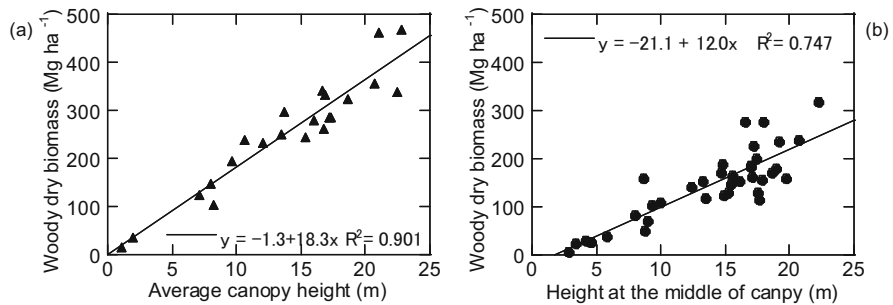 (a)
Woody dry biomass (Mg ha⁻¹)
500
400
300
200
100
0
y = −1.3+18.3x R²= 0.901
0 5 10 15 20 25
Average canopy height (m)
(b)
Woody dry biomass (Mg ha⁻¹)
500
400
300
200
100
0
y = −21.1 + 12.0x R²= 0.747
0 5 10 15 20 25
Height at the middle of canpy (m)